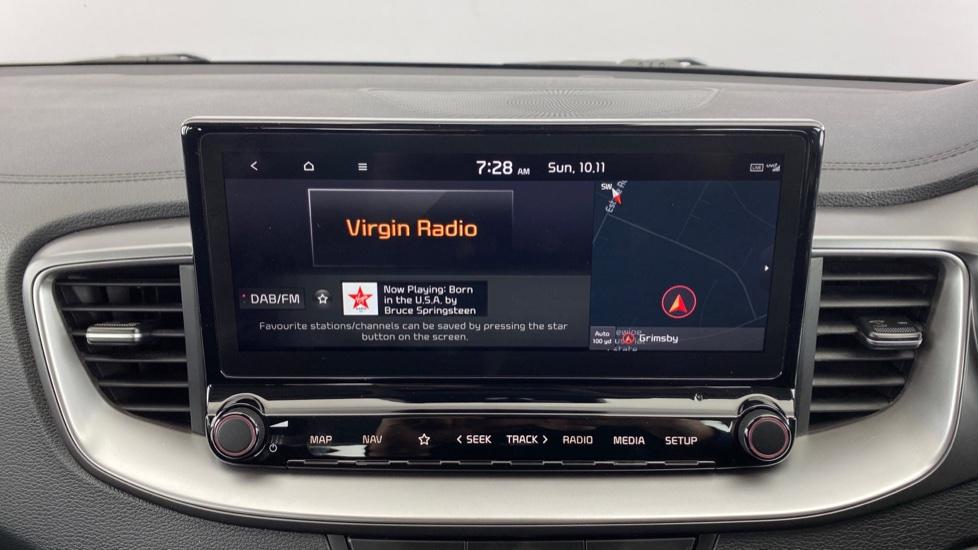 7:28 AM Sun, 10.11
Virgin Radio
DAB/FM
Now Playing: Born
in the U.S.A. by
Bruce Springsteen
Favourite stations/channels can be saved by pressing the star
button on the screen.
SW
Auto
100 yd
Grimsby
MAP NAV SEEK TRACK RADIO MEDIA SETUP